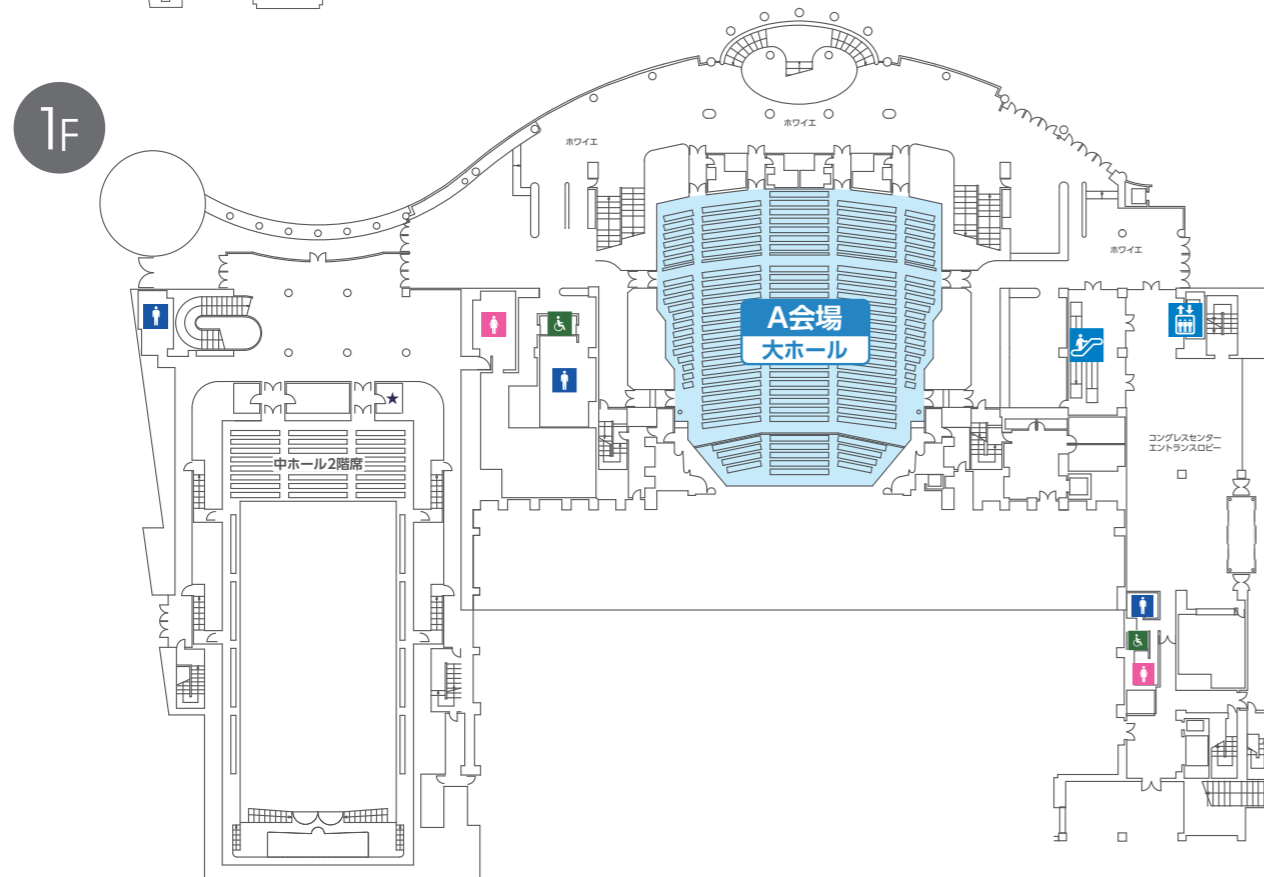 1F
ホワイエ
ホワイエ
ホワイエ
A会場
大ホール
中ホール2階席
コングレスセンター
エントランスロビー